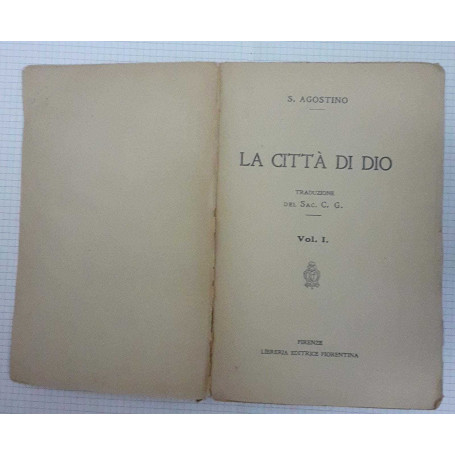 S. AGOSTINO
LA CITTÀ DI DIO
TRADUZIONE
DEL SAC. C. G.
Vol. I.
FIRENZE
LIBRERIA EDITRICE FIORENTINA